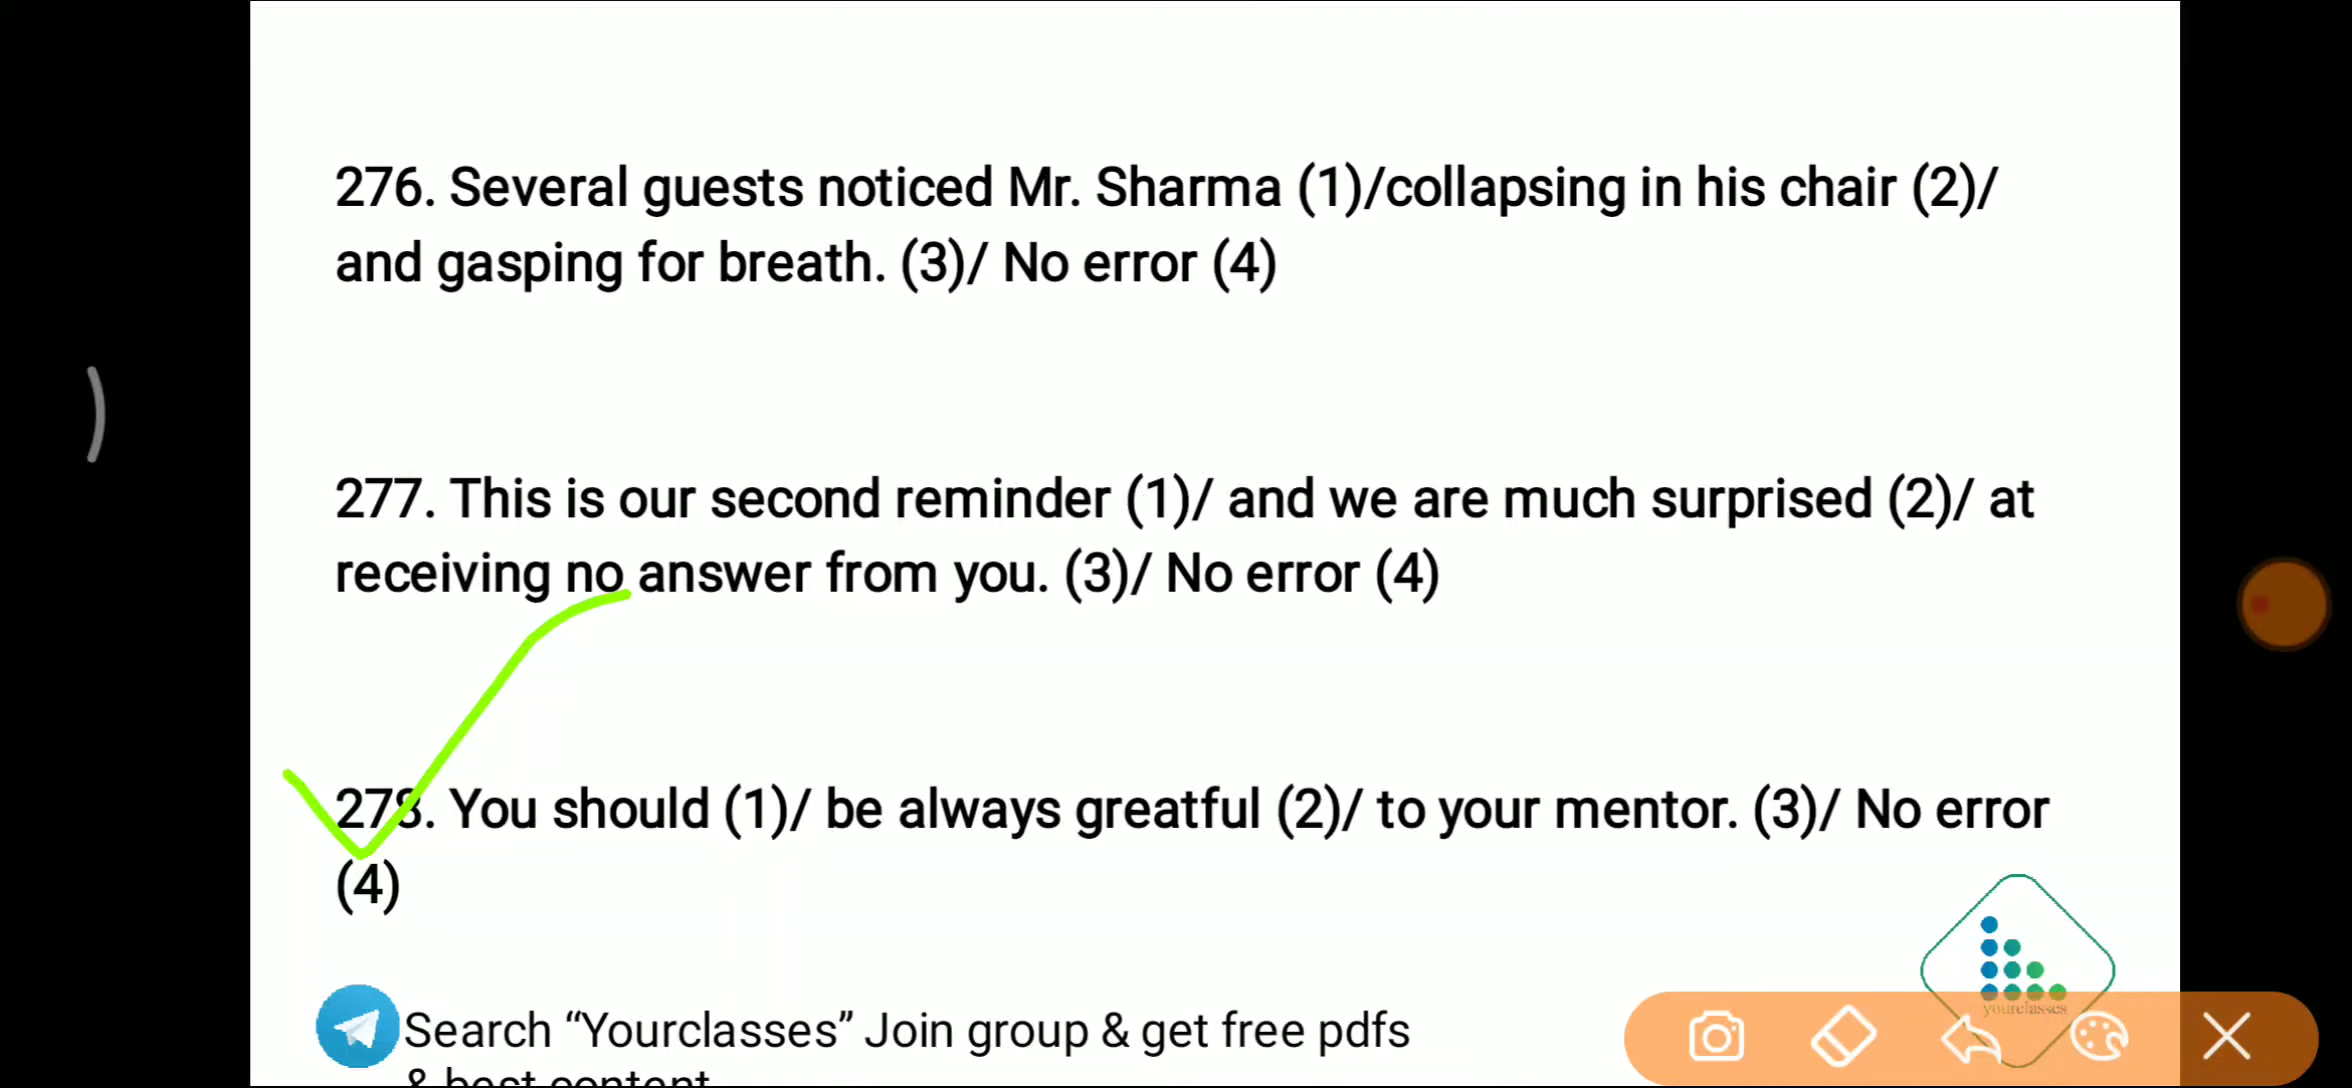 276. Several guests noticed Mr. Sharma (1)/collapsing in his chair (2)/
and gasping for breath. (3)/ No error (4)
277. This is our second reminder (1)/ and we are much surprised (2)/ at
receiving no answer from you. (3)/ No error (4)
278. You should (1)/ be always greatful (2)/ to your mentor. (3)/ No error
(4)
yourclasses
Search “Yourclasses” Join group & get free pdfs
& best content